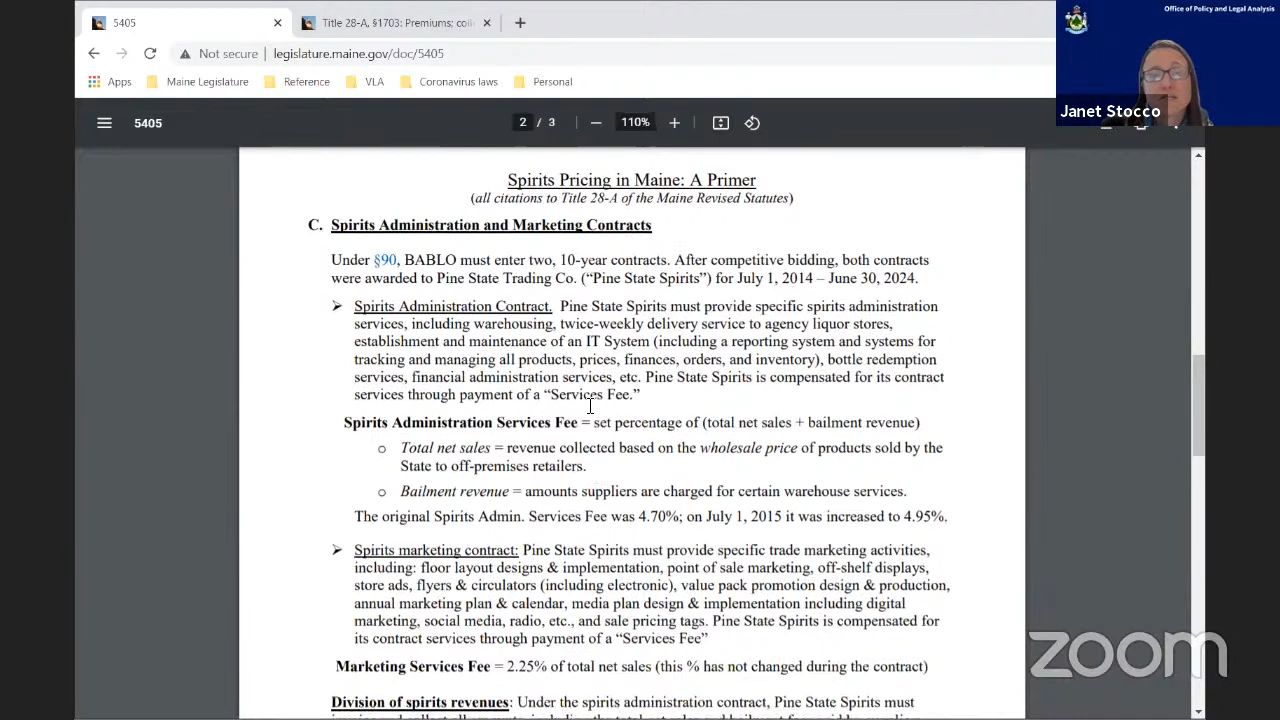 Office of Policy and Legal Analysis
5405
Title 28-A, §1703: Premiums; coll
Not secure | legislature.maine.gov/doc/5405
Apps
Maine Legislature
Reference
VLA
Coronavirus laws
Personal
Janet Stocco
5405
2 / 3
110%
Spirits Pricing in Maine: A Primer
(all citations to Title 28-A of the Maine Revised Statutes)
C. Spirits Administration and Marketing Contracts
Under §90, BABLO must enter two, 10-year contracts. After competitive bidding, both contracts
were awarded to Pine State Trading Co. (“Pine State Spirits”) for July 1, 2014 – June 30, 2024.
➢ Spirits Administration Contract. Pine State Spirits must provide specific spirits administration
services, including warehousing, twice-weekly delivery service to agency liquor stores,
establishment and maintenance of an IT System (including a reporting system and systems for
tracking and managing all products, prices, finances, orders, and inventory), bottle redemption
services, financial administration services, etc. Pine State Spirits is compensated for its contract
services through payment of a “Services Fee.”
Spirits Administration Services Fee = set percentage of (total net sales + bailment revenue)
o Total net sales = revenue collected based on the wholesale price of products sold by the
State to off-premises retailers.
o Bailment revenue = amounts suppliers are charged for certain warehouse services.
The original Spirits Admin. Services Fee was 4.70%; on July 1, 2015 it was increased to 4.95%.
➢ Spirits marketing contract: Pine State Spirits must provide specific trade marketing activities,
including: floor layout designs & implementation, point of sale marketing, off-shelf displays,
store ads, flyers & circulators (including electronic), value pack promotion design & production,
annual marketing plan & calendar, media plan design & implementation including digital
marketing, social media, radio, etc., and sale pricing tags. Pine State Spirits is compensated for
its contract services through payment of a “Services Fee”
Marketing Services Fee = 2.25% of total net sales (this % has not changed during the contract)
Division of spirits revenues: Under the spirits administration contract, Pine State Spirits must
zoom